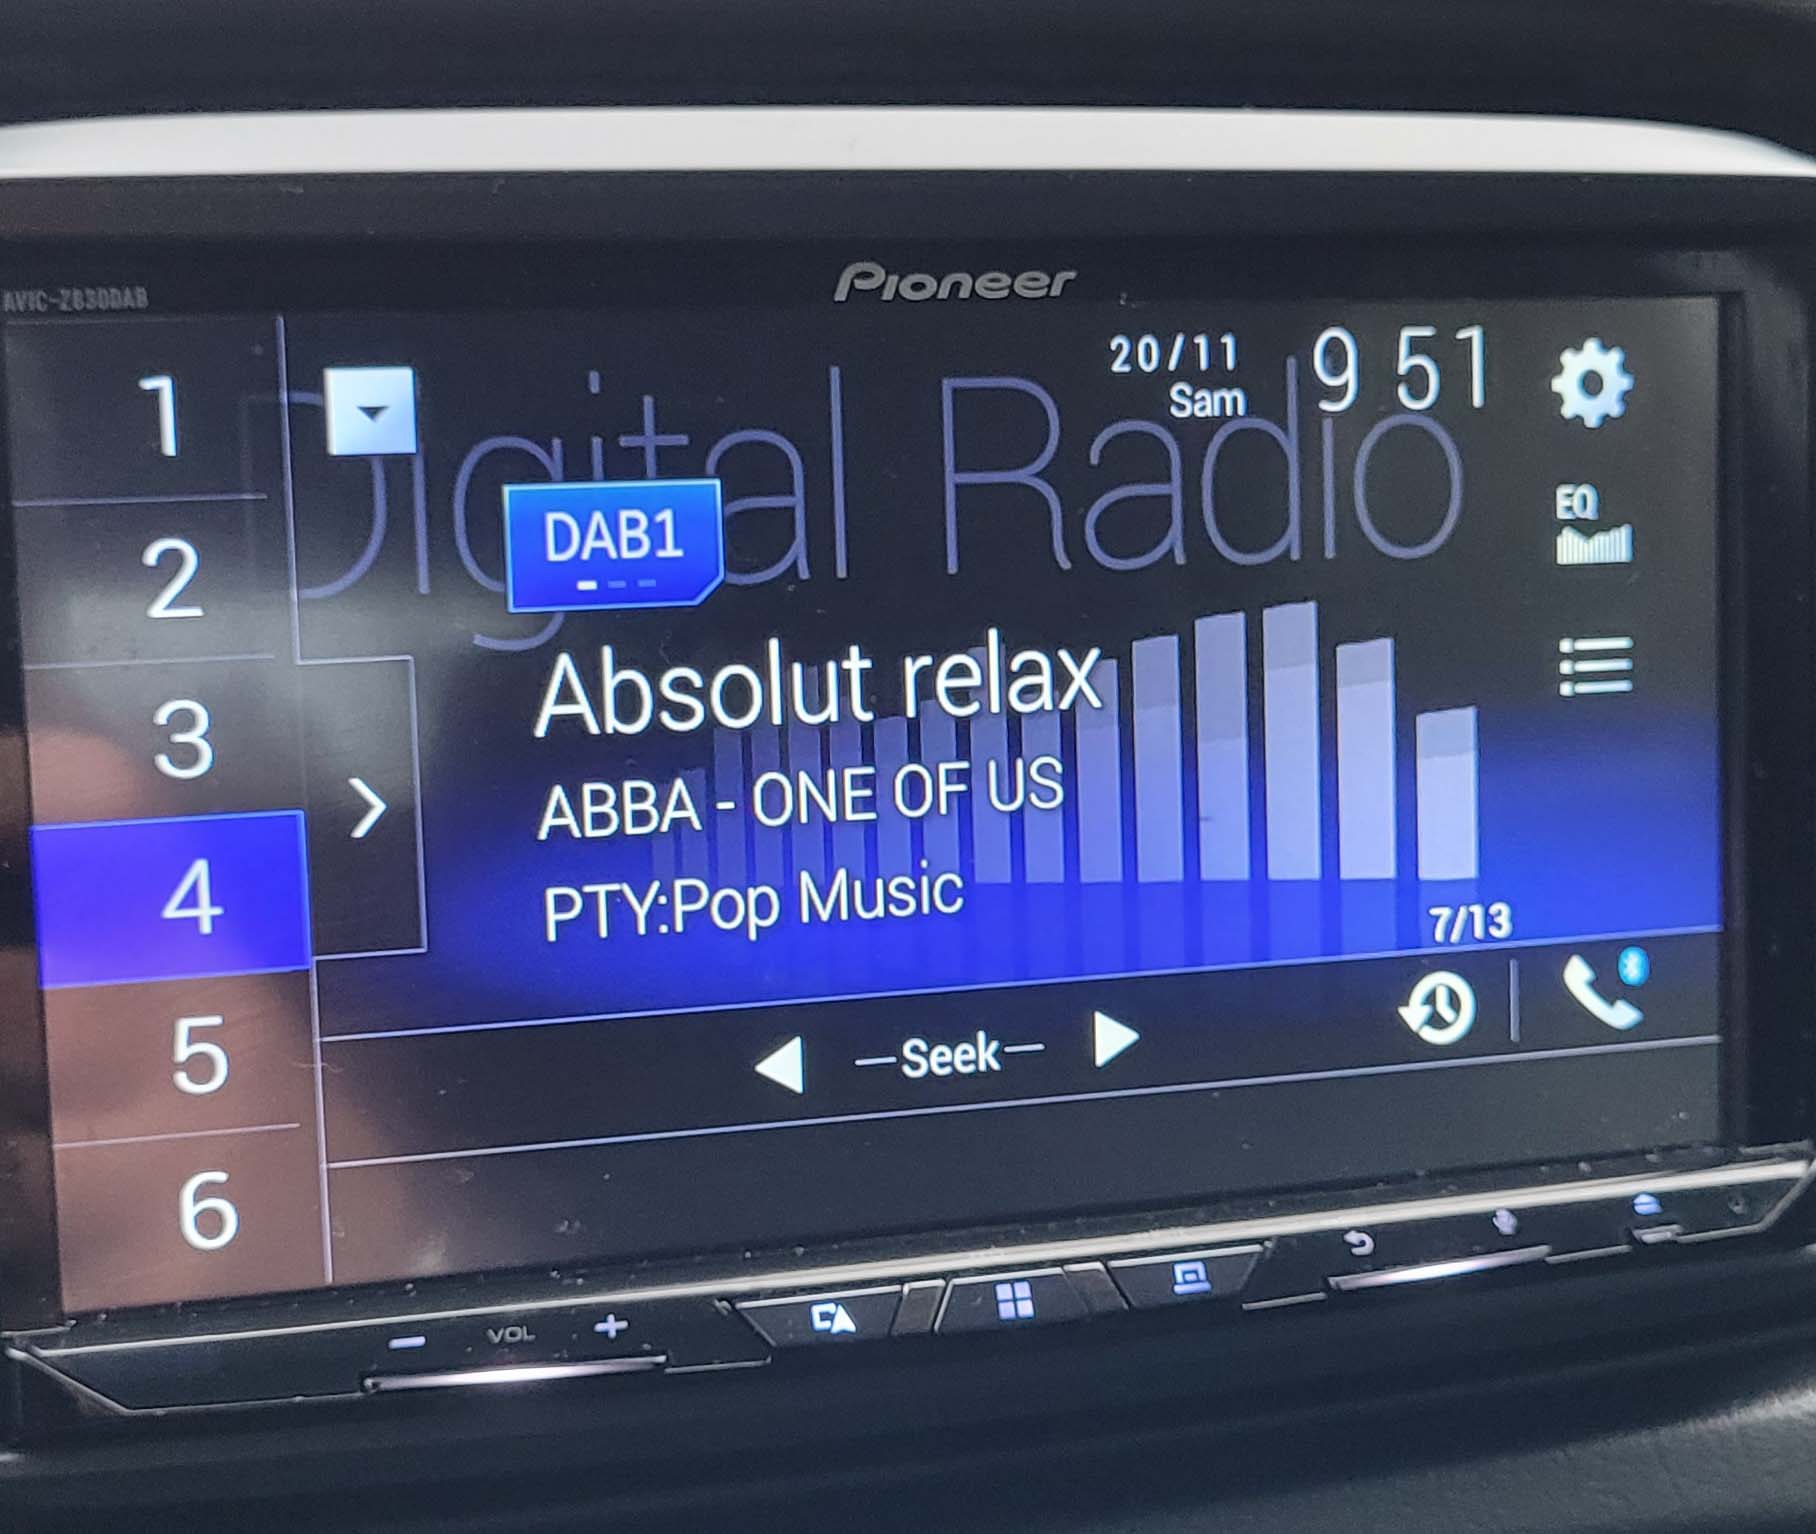 Pioneer
AVIC-Z830DAB
20/11
Sam
9 51
Digital Radio
1
2
3
4
5
6
DAB1
EQ
Absolut relax
ABBA - ONE OF US
PTY:Pop Music
7/13
Seek
VOL